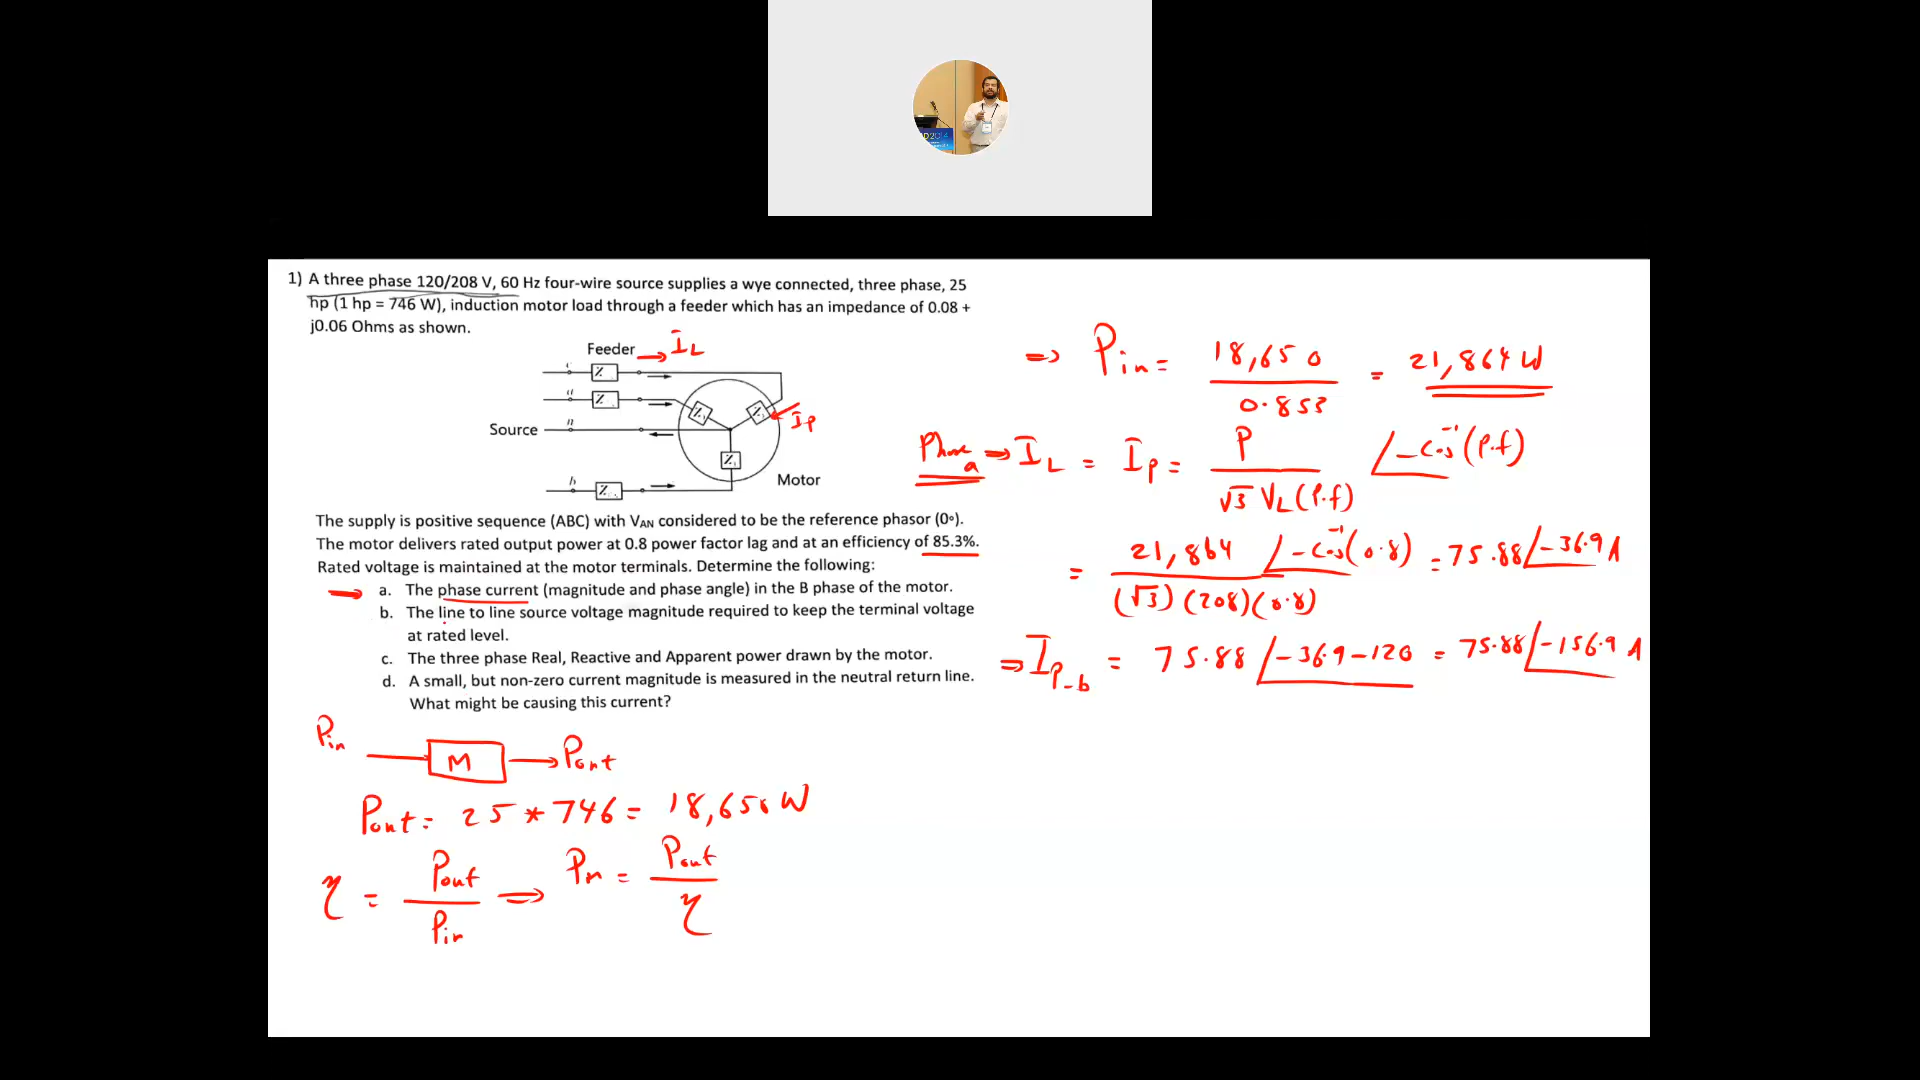 1) A three phase 120/208 V, 60 Hz four-wire source supplies a wye connected, three phase, 25
hp (1 hp = 746 W), induction motor load through a feeder which has an impedance of 0.08 +
j0.06 Ohms as shown.
Feeder → I_L
c Z
a Z
Source n
Z Z I_P
Z
b Z
Motor
The supply is positive sequence (ABC) with V_AN considered to be the reference phasor (0°).
The motor delivers rated output power at 0.8 power factor lag and at an efficiency of 85.3%.
Rated voltage is maintained at the motor terminals. Determine the following:
a. The phase current (magnitude and phase angle) in the B phase of the motor.
b. The line to line source voltage magnitude required to keep the terminal voltage
at rated level.
c. The three phase Real, Reactive and Apparent power drawn by the motor.
d. A small, but non-zero current magnitude is measured in the neutral return line.
What might be causing this current?
Pin → M → Pout
Pout = 25 * 746 = 18,650 W
η = Pout / Pin ⇒ Pin = Pout / η
⇒ Pin = 18,650 / 0.853 = 21,864 W
Phase a → I_L = I_P = P / √3 V_L (P.f) ∠-cos⁻¹(P.f)
= 21,864 / (√3)(208)(0.8) ∠-cos⁻¹(0.8) = 75.88 ∠-36.9 A
⇒ I_P-b = 75.88 ∠-36.9-120 = 75.88 ∠-156.9 A